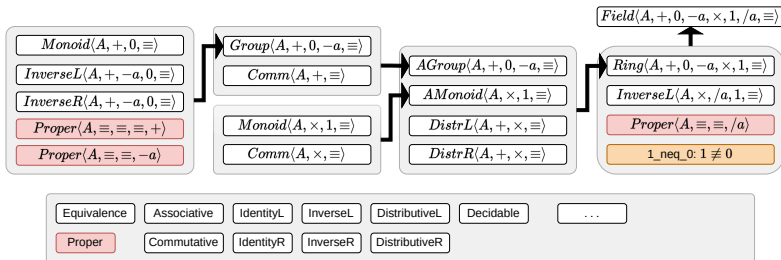 Field⟨A, +, 0, −a, ×, 1, /a, ≡⟩
Monoid⟨A, +, 0, ≡⟩
InverseL⟨A, +, −a, 0, ≡⟩
InverseR⟨A, +, −a, 0, ≡⟩
Proper⟨A, ≡, ≡, ≡, +⟩
Proper⟨A, ≡, ≡, −a⟩
Group⟨A, +, 0, −a, ≡⟩
Comm⟨A, +, ≡⟩
Monoid⟨A, ×, 1, ≡⟩
Comm⟨A, ×, ≡⟩
AGroup⟨A, +, 0, −a, ≡⟩
AMonoid⟨A, ×, 1, ≡⟩
DistrL⟨A, +, ×, ≡⟩
DistrR⟨A, +, ×, ≡⟩
Ring⟨A, +, 0, −a, ×, 1, ≡⟩
InverseL⟨A, ×, /a, 1, ≡⟩
Proper⟨A, ≡, ≡, /a⟩
1_neq_0: 1 ≢ 0
Equivalence Associative IdentityL InverseL DistributiveL Decidable ...
Proper Commutative IdentityR InverseR DistributiveR